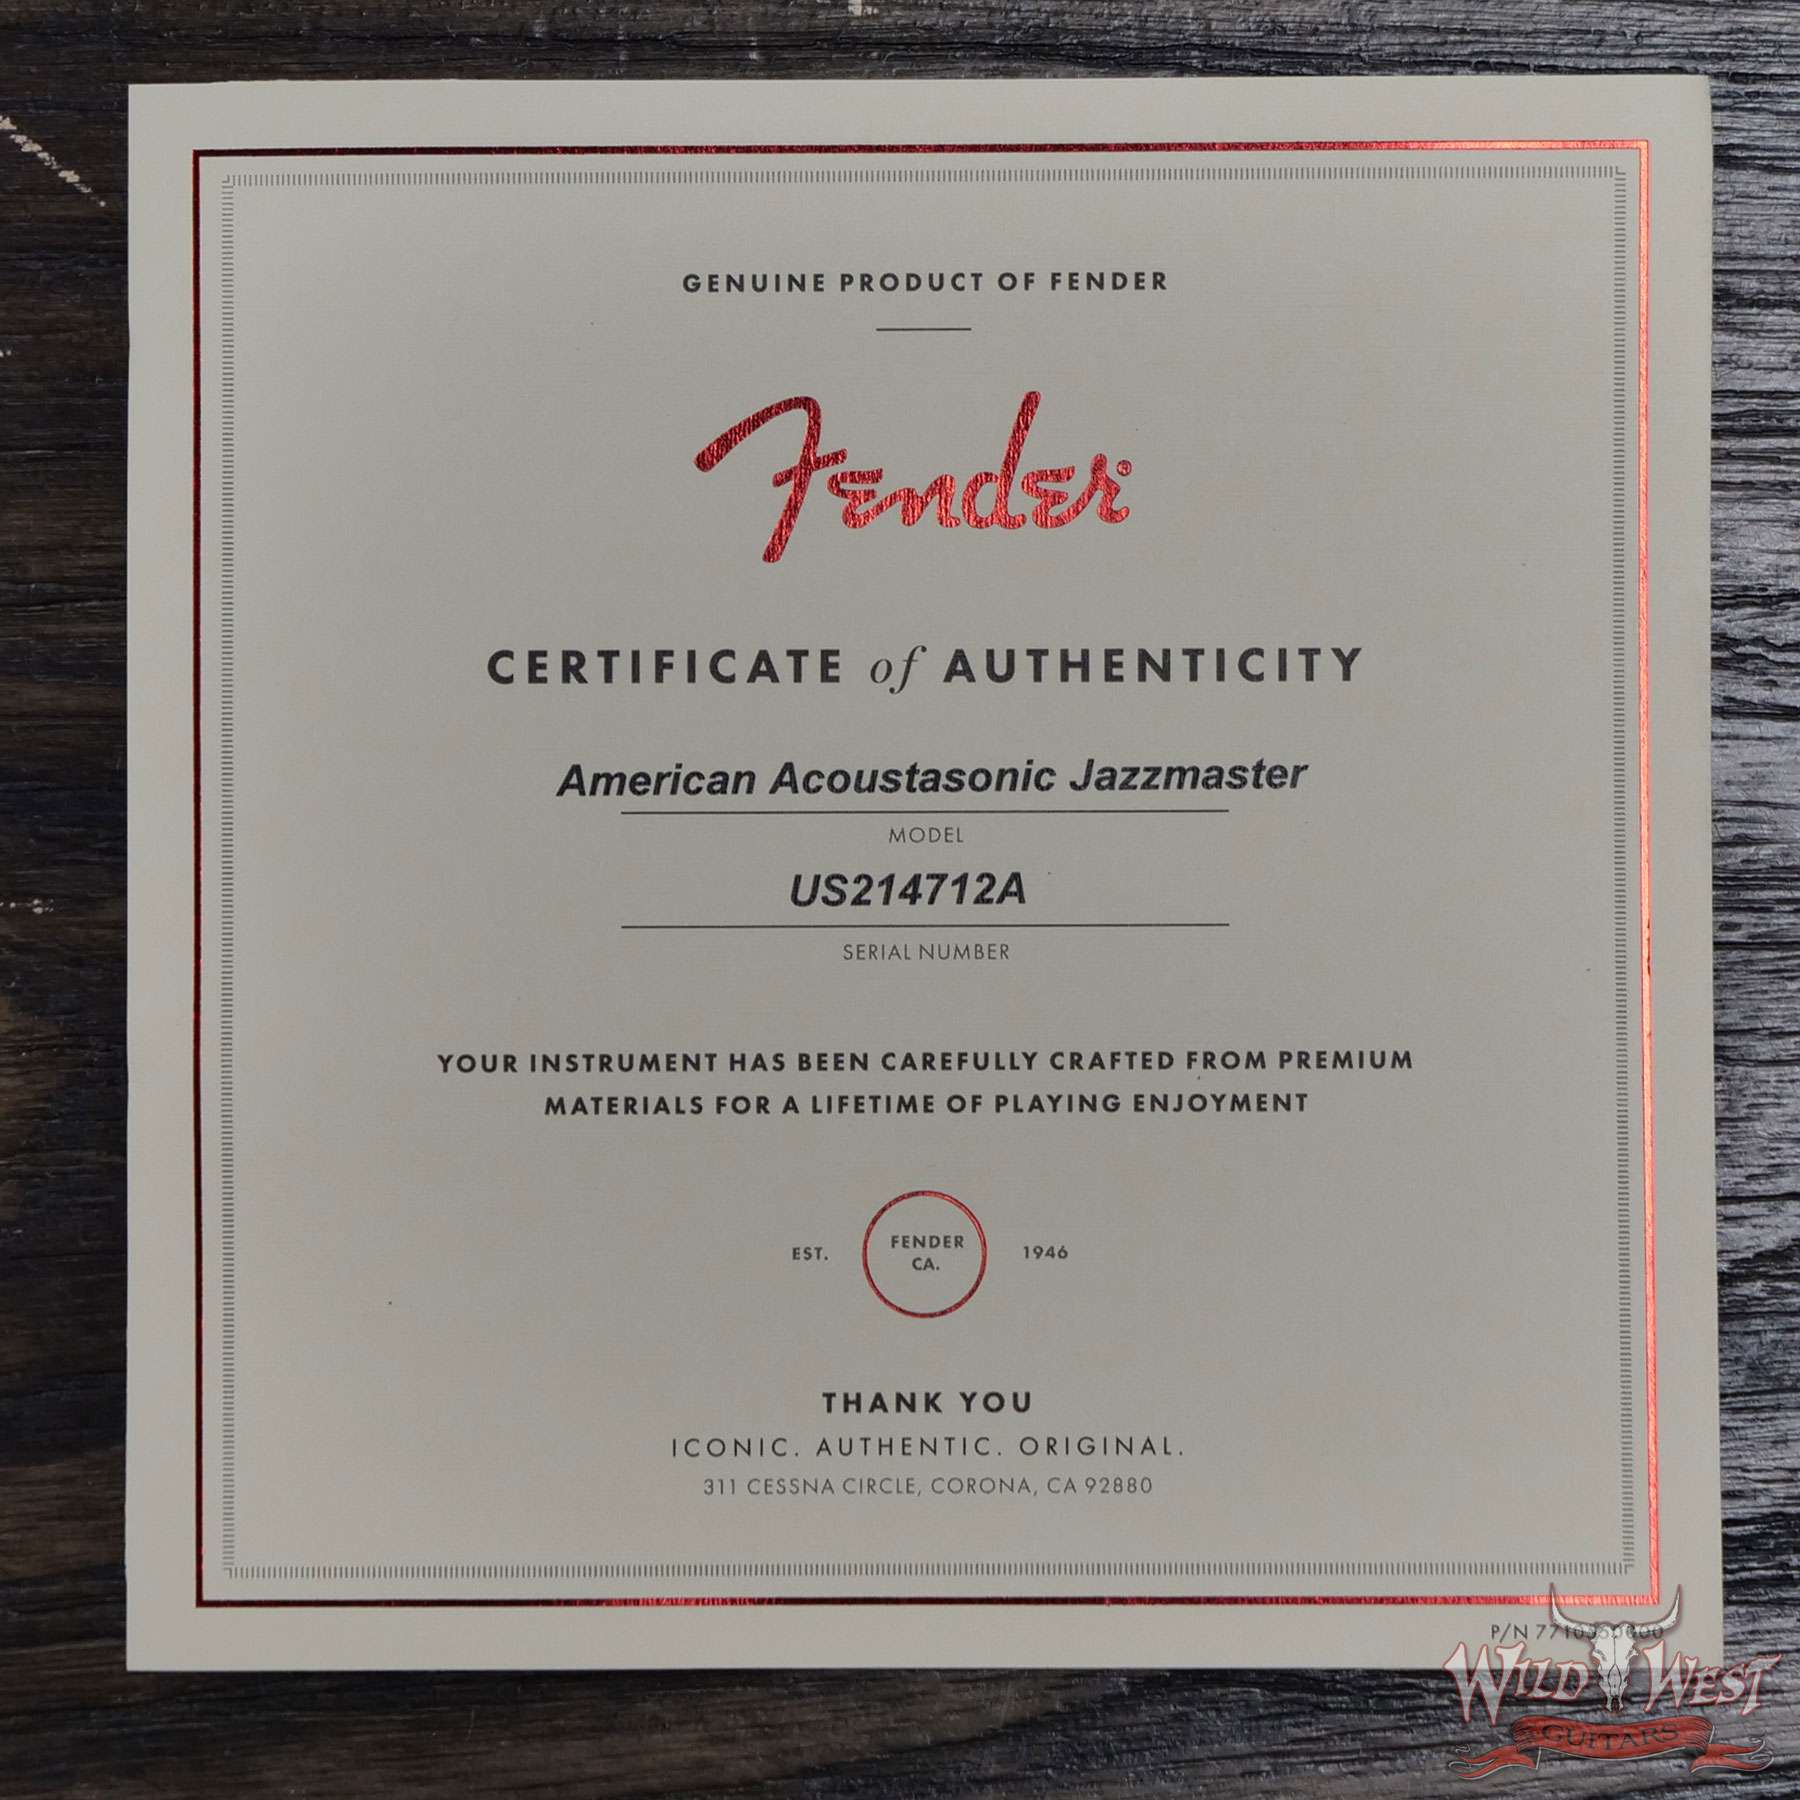 GENUINE PRODUCT OF FENDER
Fender®
CERTIFICATE of AUTHENTICITY
American Acoustasonic Jazzmaster
MODEL
US214712A
SERIAL NUMBER
YOUR INSTRUMENT HAS BEEN CAREFULLY CRAFTED FROM PREMIUM
MATERIALS FOR A LIFETIME OF PLAYING ENJOYMENT
EST. FENDER CA. 1946
THANK YOU
ICONIC. AUTHENTIC. ORIGINAL.
311 CESSNA CIRCLE, CORONA, CA 92880
P/N
WILD WEST
GUITARS